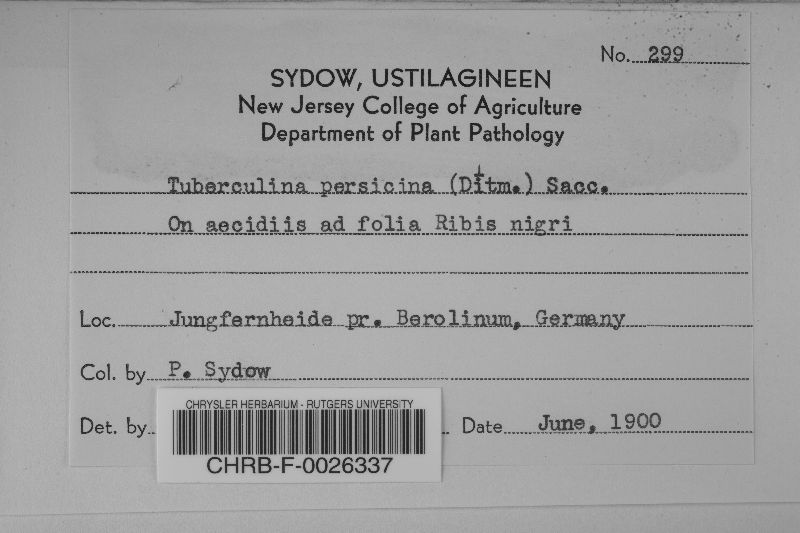 No. 299
SYDOW, USTILAGINEEN
New Jersey College of Agriculture
Department of Plant Pathology
Tuberculina persicina (Ditm.) Sacc.
On aecidiis ad folia Ribis nigri
Loc. Jungfernheide pr. Berolinum, Germany
Col. by P. Sydow
Det. by
Date June, 1900
CHRYSLER HERBARIUM - RUTGERS UNIVERSITY
CHRB-F-0026337